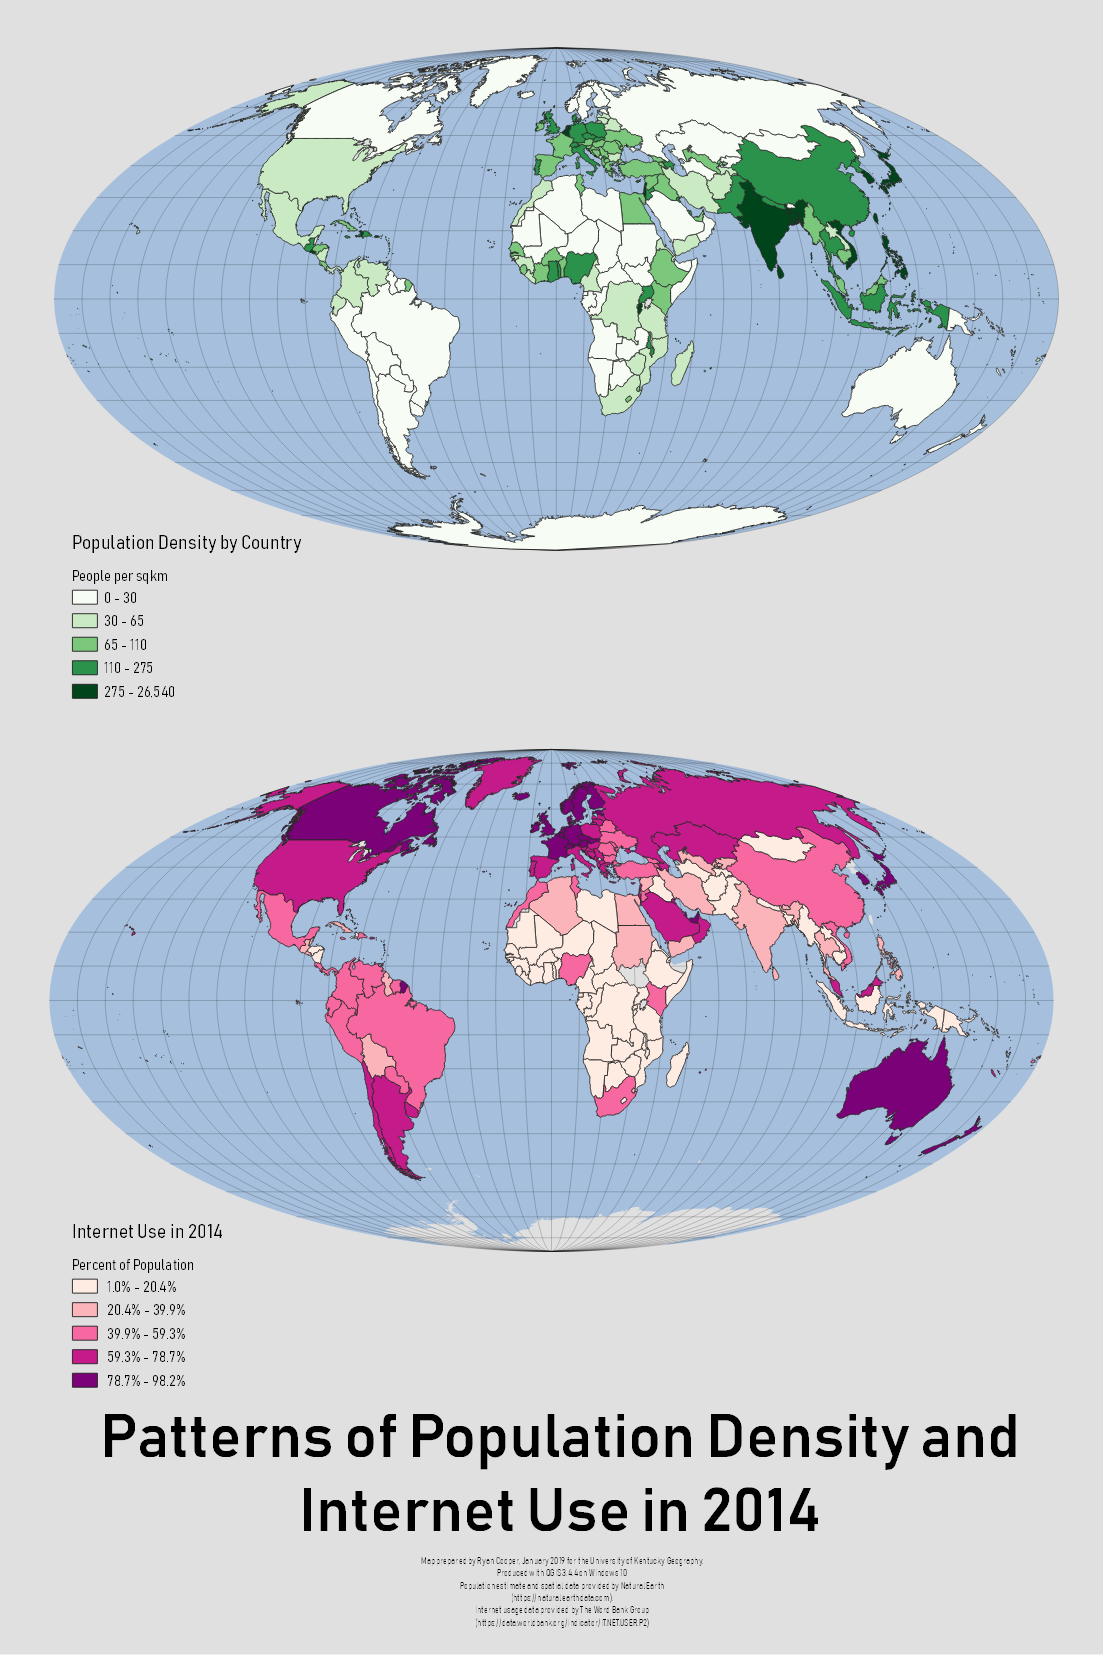 Population Density by Country
People per sqkm
0 - 30
30 - 65
65 - 110
110 - 275
275 - 26,540
Internet Use in 2014
Percent of Population
1.0% - 20.4%
20.4% - 39.9%
39.9% - 59.3%
59.3% - 78.7%
78.7% - 98.2%
Patterns of Population Density and
Internet Use in 2014
Map prepared by Ryan Cooper, January 2019 for the University of Kentucky Geography.
Produced with QGIS 3.4.4 on Windows 10
Population estimate and spatial data provided by Natural Earth
(https://naturalearthdata.com).
Internet usage data provided by The Word Bank Group
(https://data.worldbank.org/indicator/IT.NET.USER.P2)